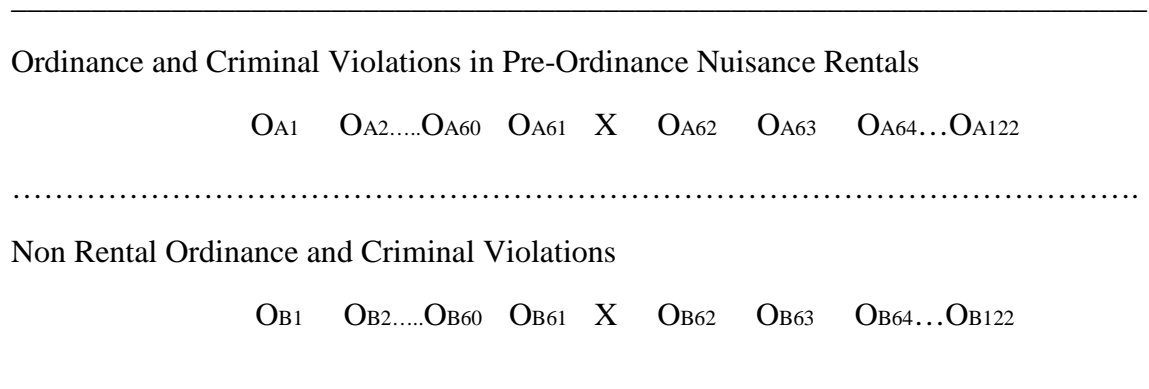 Ordinance and Criminal Violations in Pre-Ordinance Nuisance Rentals
OA1 OA2.....OA60 OA61 X OA62 OA63 OA64…OA122
…………………………………………………………………………………………….
Non Rental Ordinance and Criminal Violations
OB1 OB2.....OB60 OB61 X OB62 OB63 OB64…OB122